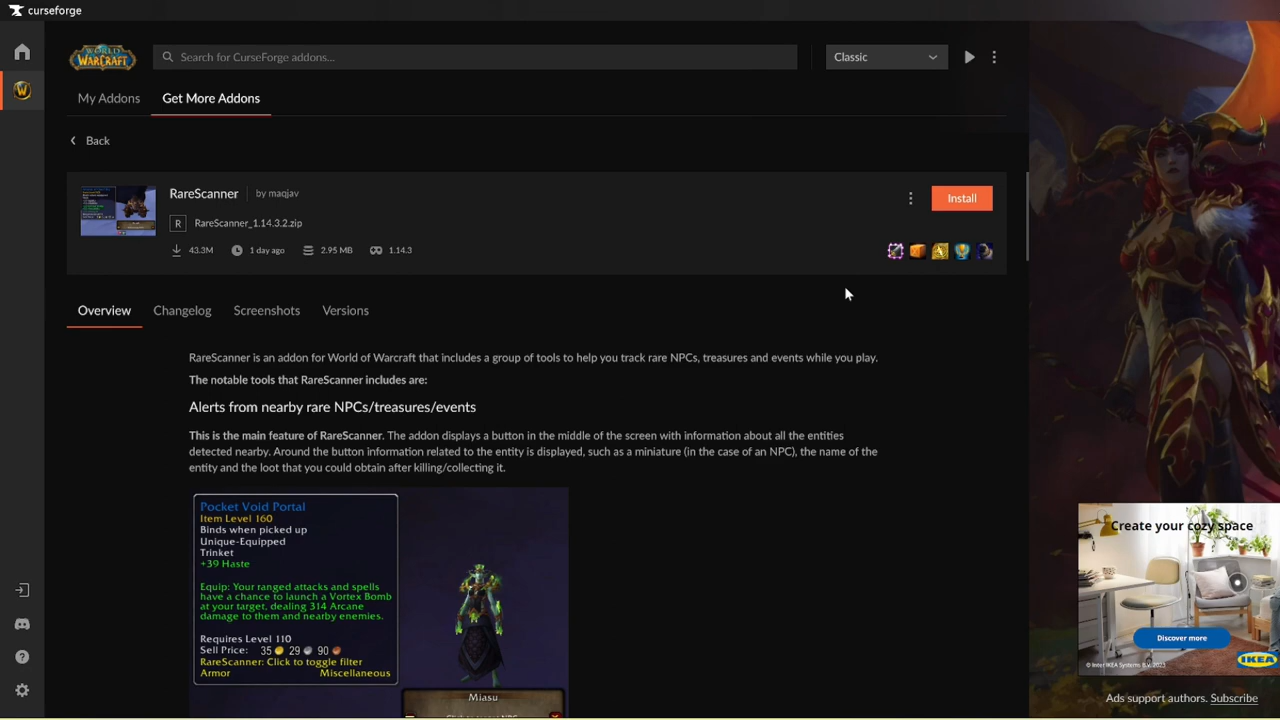 curseforge
WORLD WARCRAFT
Search for CurseForge addons...
Classic
My Addons
Get More Addons
Back
RareScanner
by maqjav
Install
R
RareScanner_1.14.3.2.zip
43.3M
1 day ago
2.95 MB
1.14.3
Overview
Changelog
Screenshots
Versions
RareScanner is an addon for World of Warcraft that includes a group of tools to help you track rare NPCs, treasures and events while you play.
The notable tools that RareScanner includes are:
Alerts from nearby rare NPCs/treasures/events
This is the main feature of RareScanner. The addon displays a button in the middle of the screen with information about all the entities
detected nearby. Around the button information related to the entity is displayed, such as a miniature (in the case of an NPC), the name of the
entity and the loot that you could obtain after killing/collecting it.
Pocket Void Portal
Item Level 160
Binds when picked up
Unique-Equipped
Trinket
+39 Haste
Equip: Your ranged attacks and spells
have a chance to launch a Vortex Bomb
at your target, dealing 314 Arcane
damage to them and nearby enemies.
Requires Level 110
Sell Price: 35 29 90
RareScanner: Click to toggle filter
Armor Miscellaneous
Miasu
Create your cozy space
Discover more
© Inter IKEA Systems B.V. 2023
IKEA
Ads support authors. Subscribe